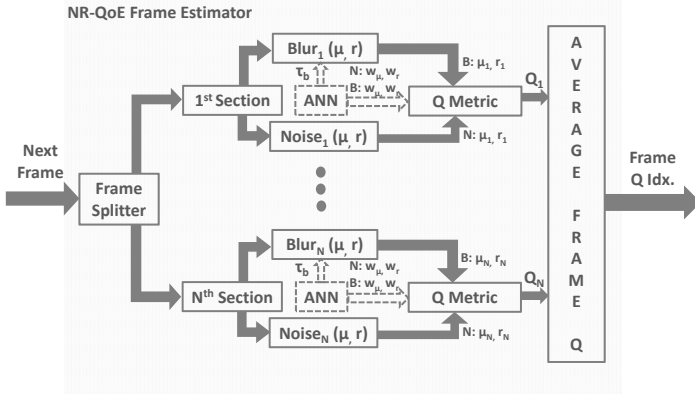 NR-QoE Frame Estimator
Next
Frame
Frame
Splitter
1st Section
Blur1 (μ, r)
τb
N: wμ, wr
B: wμ, wr
ANN
Noise1 (μ, r)
B: μ1, r1
Q Metric
N: μ1, r1
Q1
Nth Section
BlurN (μ, r)
τb
N: wμ, wr
B: wμ, wr
ANN
NoiseN (μ, r)
B: μN, rN
Q Metric
N: μN, rN
QN
AVERAGE FRAME Q
Frame
Q Idx.